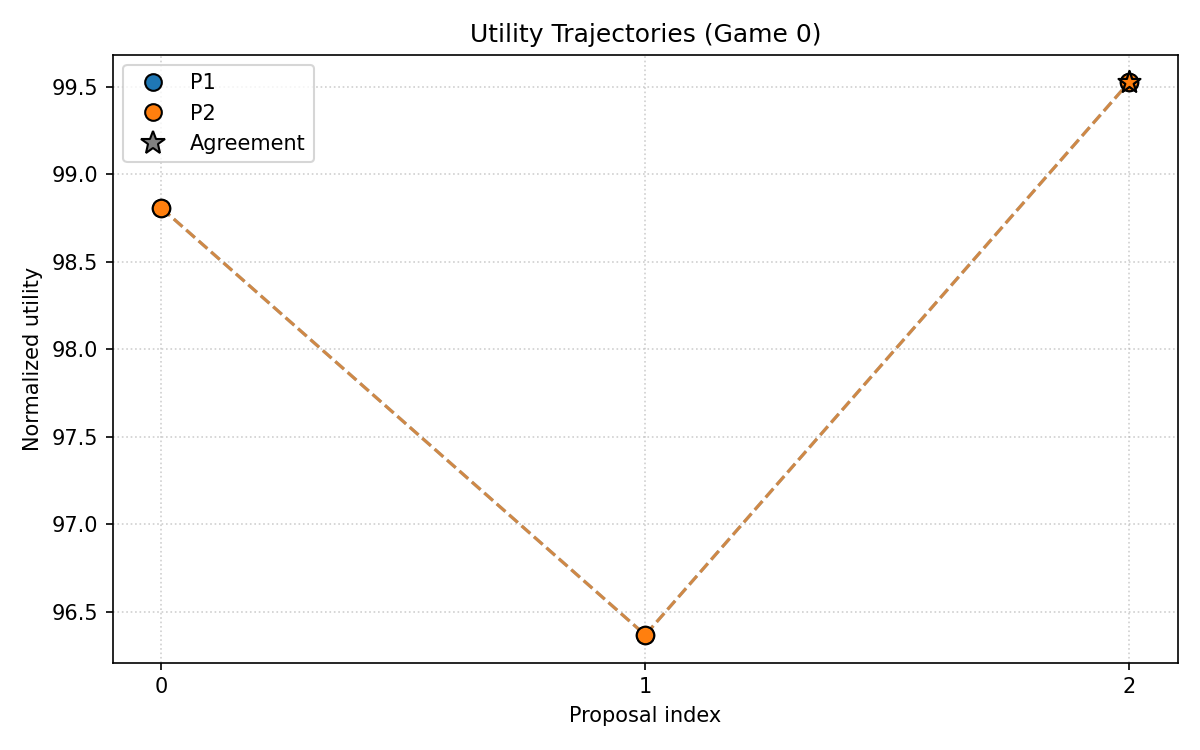 Utility Trajectories (Game 0)
P1
P2
Agreement
99.5
99.0
98.5
98.0
97.5
97.0
96.5
Normalized utility
0
1
2
Proposal index